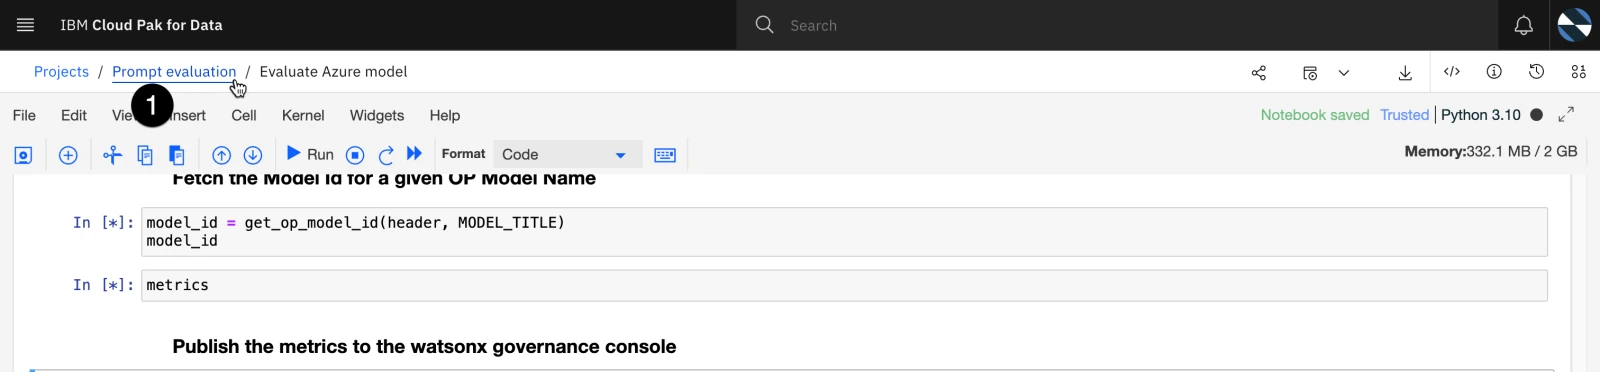 IBM Cloud Pak for Data
Search
Projects / Prompt evaluation / Evaluate Azure model
1
File Edit Vie Insert Cell Kernel Widgets Help
Notebook saved Trusted Python 3.10
Run
Format
Code
Memory:332.1 MB / 2 GB
Fetch the Model Id for a given OP Model Name
In [*]: model_id = get_op_model_id(header, MODEL_TITLE)
model_id
In [*]: metrics
Publish the metrics to the watsonx governance console